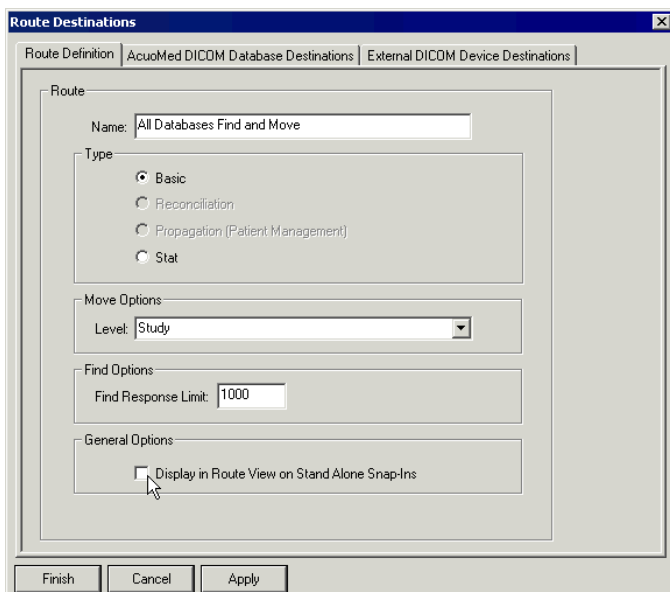 Route Destinations
Route Definition AcuoMed DICOM Database Destinations External DICOM Device Destinations
Route
Name: All Databases Find and Move
Type
Basic
Reconciliation
Propagation (Patient Management)
Stat
Move Options
Level: Study
Find Options
Find Response Limit: 1000
General Options
Display in Route View on Stand Alone Snap-Ins
Finish Cancel Apply